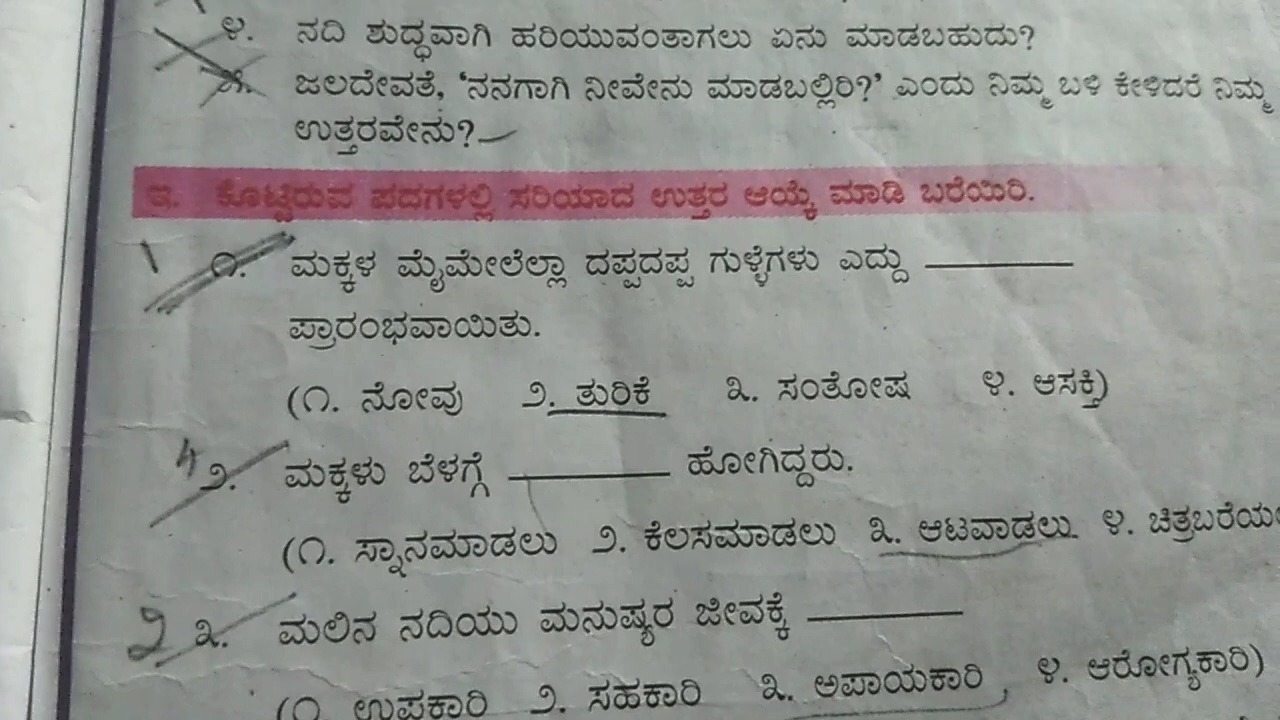 ೪. ನದಿ ಶುದ್ಧವಾಗಿ ಹರಿಯುವಂತಾಗಲು ಏನು ಮಾಡಬಹುದು?
೫. ಜಲದೇವತೆ, ‘ನನಗಾಗಿ ನೀವೇನು ಮಾಡಬಲ್ಲಿರಿ?’ ಎಂದು ನಿಮ್ಮ ಬಳಿ ಕೇಳಿದರೆ ನಿಮ್ಮ
ಉತ್ತರವೇನು?
ಇ. ಕೊಟ್ಟಿರುವ ಪದಗಳಲ್ಲಿ ಸರಿಯಾದ ಉತ್ತರ ಆಯ್ಕೆ ಮಾಡಿ ಬರೆಯಿರಿ.
1 ೧. ಮಕ್ಕಳ ಮೈಮೇಲೆಲ್ಲಾ ದಪ್ಪದಪ್ಪ ಗುಳ್ಳೆಗಳು ಎದ್ದು ______
ಪ್ರಾರಂಭವಾಯಿತು.
(೧. ನೋವು ೨. ತುರಿಕೆ ೩. ಸಂತೋಷ ೪. ಆಸಕ್ತಿ)
4 ೨. ಮಕ್ಕಳು ಬೆಳಗ್ಗೆ ______ ಹೋಗಿದ್ದರು.
(೧. ಸ್ನಾನಮಾಡಲು ೨. ಕೆಲಸಮಾಡಲು ೩. ಆಟವಾಡಲು ೪. ಚಿತ್ರಬರೆಯ
೩. ಮಲಿನ ನದಿಯು ಮನುಷ್ಯರ ಜೀವಕ್ಕೆ ______
(೧. ಉಪಕಾರಿ ೨. ಸಹಕಾರಿ ೩. ಅಪಾಯಕಾರಿ ೪. ಆರೋಗ್ಯಕಾರಿ)